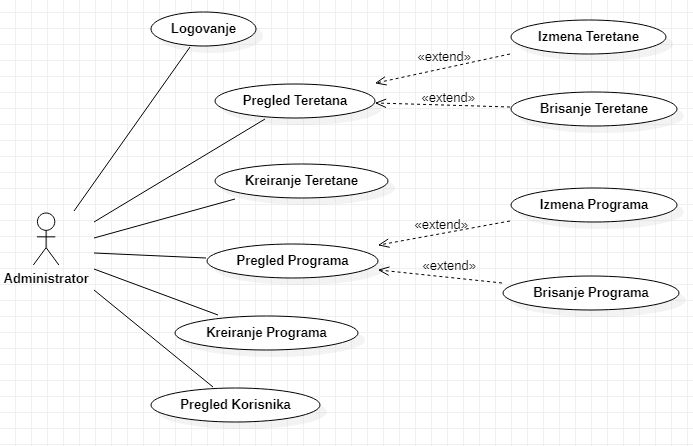 Logovanje
Izmena Teretane
«extend»
Pregled Teretana
«extend»
Brisanje Teretane
Kreiranje Teretane
Izmena Programa
«extend»
Pregled Programa
«extend»
Administrator
Brisanje Programa
Kreiranje Programa
Pregled Korisnika